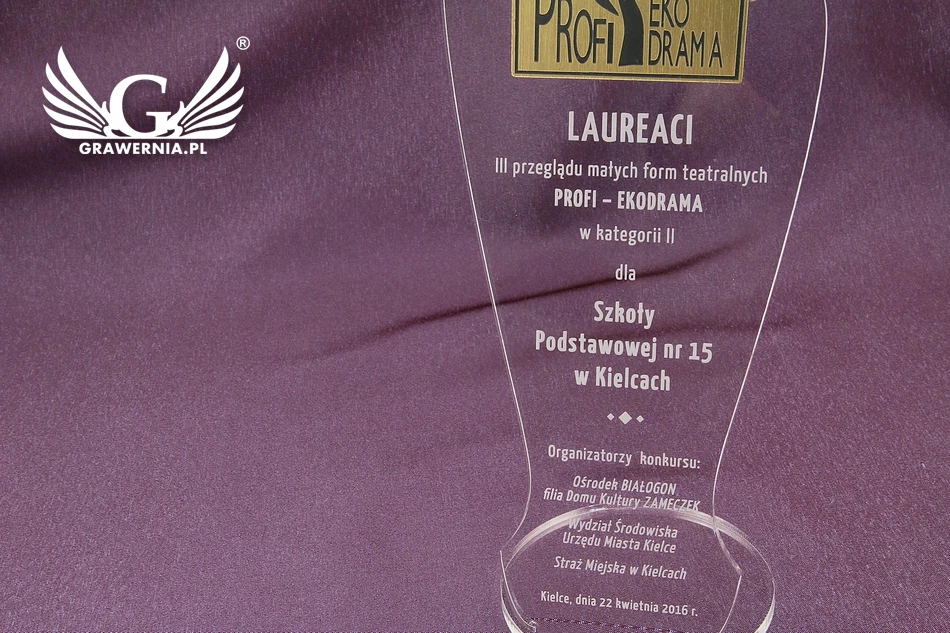 G
®
GRAWERNIA.PL
PROFI EKO
DRAMA
LAUREACI
III przeglądu małych form teatralnych
PROFI – EKODRAMA
w kategorii II
dla
Szkoły
Podstawowej nr 15
w Kielcach
Organizatorzy konkursu:
Ośrodek BIAŁOGON
filia Domu Kultury ZAMECZEK
Wydział Środowiska
Urzędu Miasta Kielce
Straż Miejska w Kielcach
Kielce, dnia 22 kwietnia 2016 r.